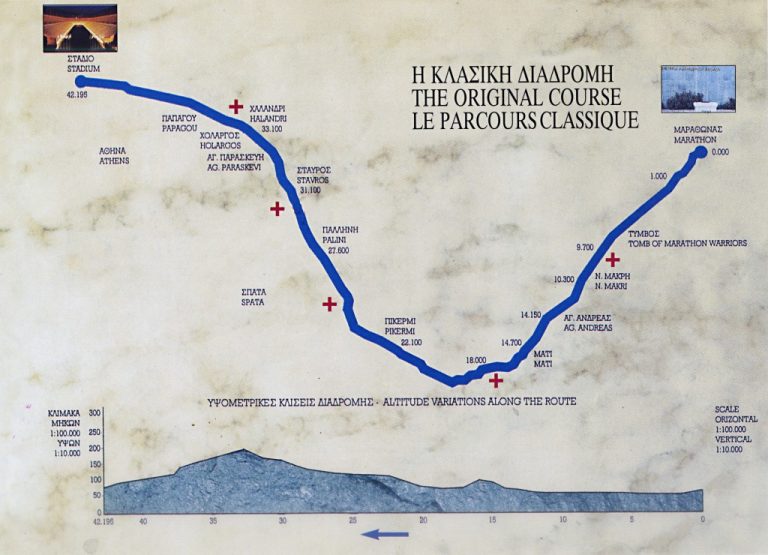 Η ΚΛΑΣΙΚΗ ΔΙΑΔΡΟΜΗ
THE ORIGINAL COURSE
LE PARCOURS CLASSIQUE
ΣΤΑΔΙΟ
STADIUM
42.195
ΠΑΠΑΓΟΥ
PAPAGOU
ΧΑΛΑΝΔΡΙ
HALANDRI
33.100
ΧΟΛΑΡΓΟΣ
HOLARGOS
ΑΓ. ΠΑΡΑΣΚΕΥΗ
AG. PARASKEVI
ΑΘΗΝΑ
ATHENS
ΣΤΑΥΡΟΣ
STAVROS
31.100
ΠΑΛΛΗΝΗ
PALINI
27.600
ΣΠΑΤΑ
SPATA
ΠΙΚΕΡΜΙ
PIKERMI
22.100
18.000
ΜΑΤΙ
MATI
14.700
14.150
ΑΓ. ΑΝΔΡΕΑΣ
AG. ANDREAS
10.300
Ν. ΜΑΚΡΗ
N. MAKRI
9.700
ΤΥΜΒΟΣ
TOMB OF MARATHON WARRIORS
1.000
ΜΑΡΑΘΩΝΑΣ
MARATHON
0.000
ΥΨΟΜΕΤΡΙΚΕΣ ΚΛΙΣΕΙΣ ΔΙΑΔΡΟΜΗΣ - ALTITUDE VARIATIONS ALONG THE ROUTE
ΚΛΙΜΑΚΑ
ΜΗΚΩΝ
1:100.000
ΥΨΩΝ
1:10.000
300
250
200
150
100
50
0
SCALE
ORIZONTAL
1:100.000
VERTICAL
1:10.000
42.195 40 35 30 25 20 15 10 5 0